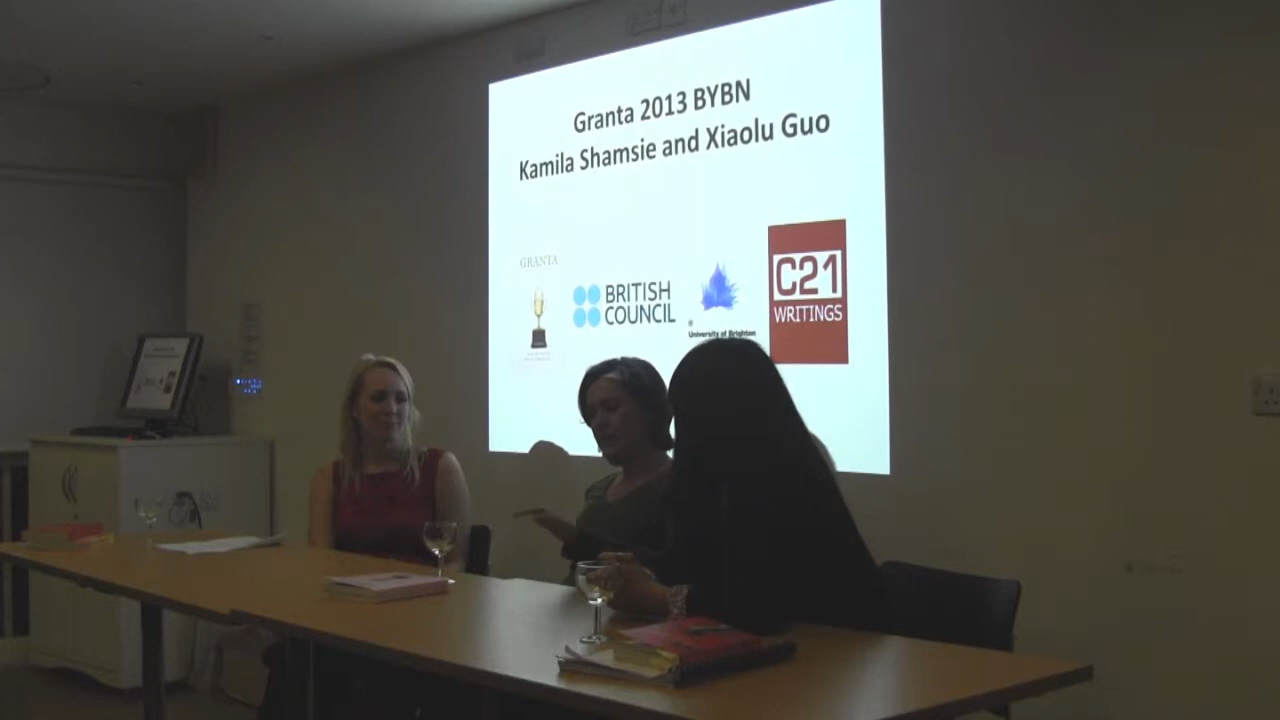 Granta 2013 BYBN
Kamila Shamsie and Xiaolu Guo
GRANTA
BRITISH
COUNCIL
University of Brighton
C21
WRITINGS